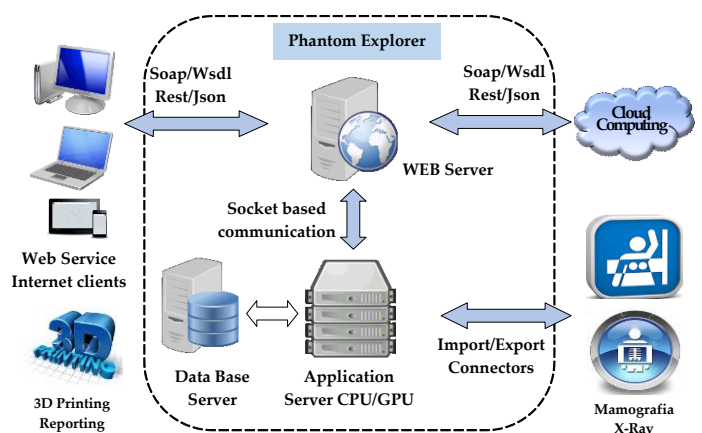 Phantom Explorer
Soap/Wsdl
Rest/Json
Soap/Wsdl
Rest/Json
Cloud
Computing
WEB Server
Socket based
communication
Web Service
Internet clients
3D
PRINTING
Import/Export
Connectors
Data Base
Server
Application
Server CPU/GPU
3D Printing
Reporting
Mamografia
X-Ray